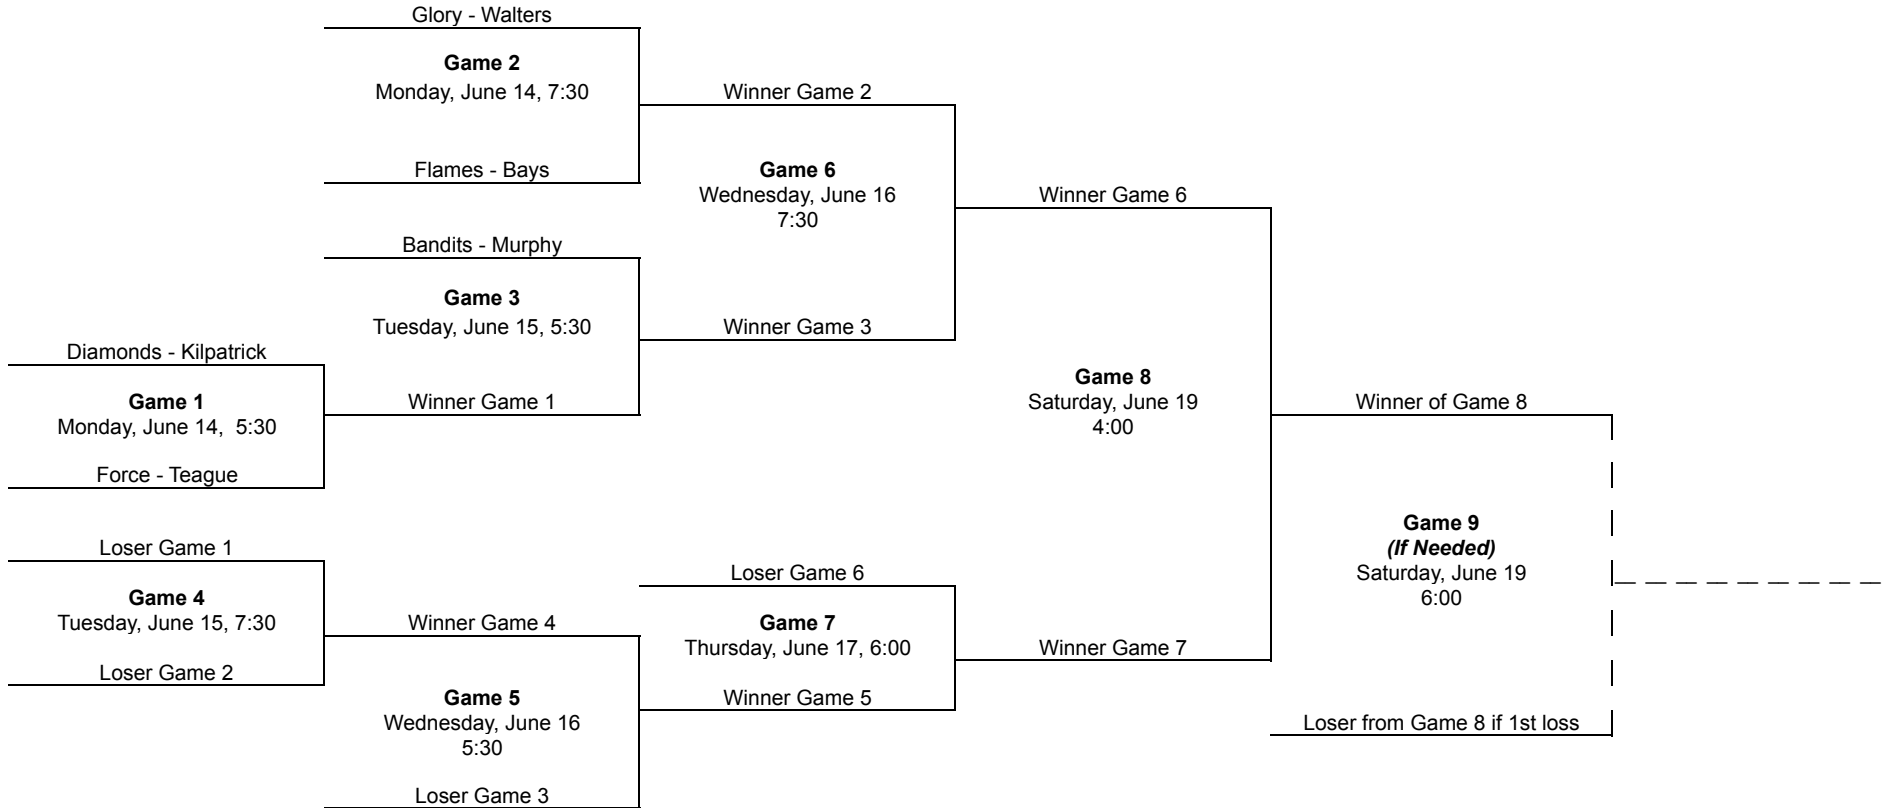 Glory - Walters
Game 2
Monday, June 14, 7:30
Flames - Bays
Winner Game 2
Game 6
Wednesday, June 16
7:30
Bandits - Murphy
Game 3
Tuesday, June 15, 5:30
Winner Game 3
Winner Game 6
Diamonds - Kilpatrick
Game 1
Monday, June 14,  5:30
Force - Teague
Winner Game 1
Game 8
Saturday, June 19
4:00
Winner of Game 8
Loser Game 1
Game 4
Tuesday, June 15, 7:30
Loser Game 2
Winner Game 4
Game 5
Wednesday, June 16
5:30
Loser Game 3
Loser Game 6
Game 7
Thursday, June 17, 6:00
Winner Game 5
Winner Game 7
Game 9
(If Needed)
Saturday, June 19
6:00
Loser from Game 8 if 1st loss